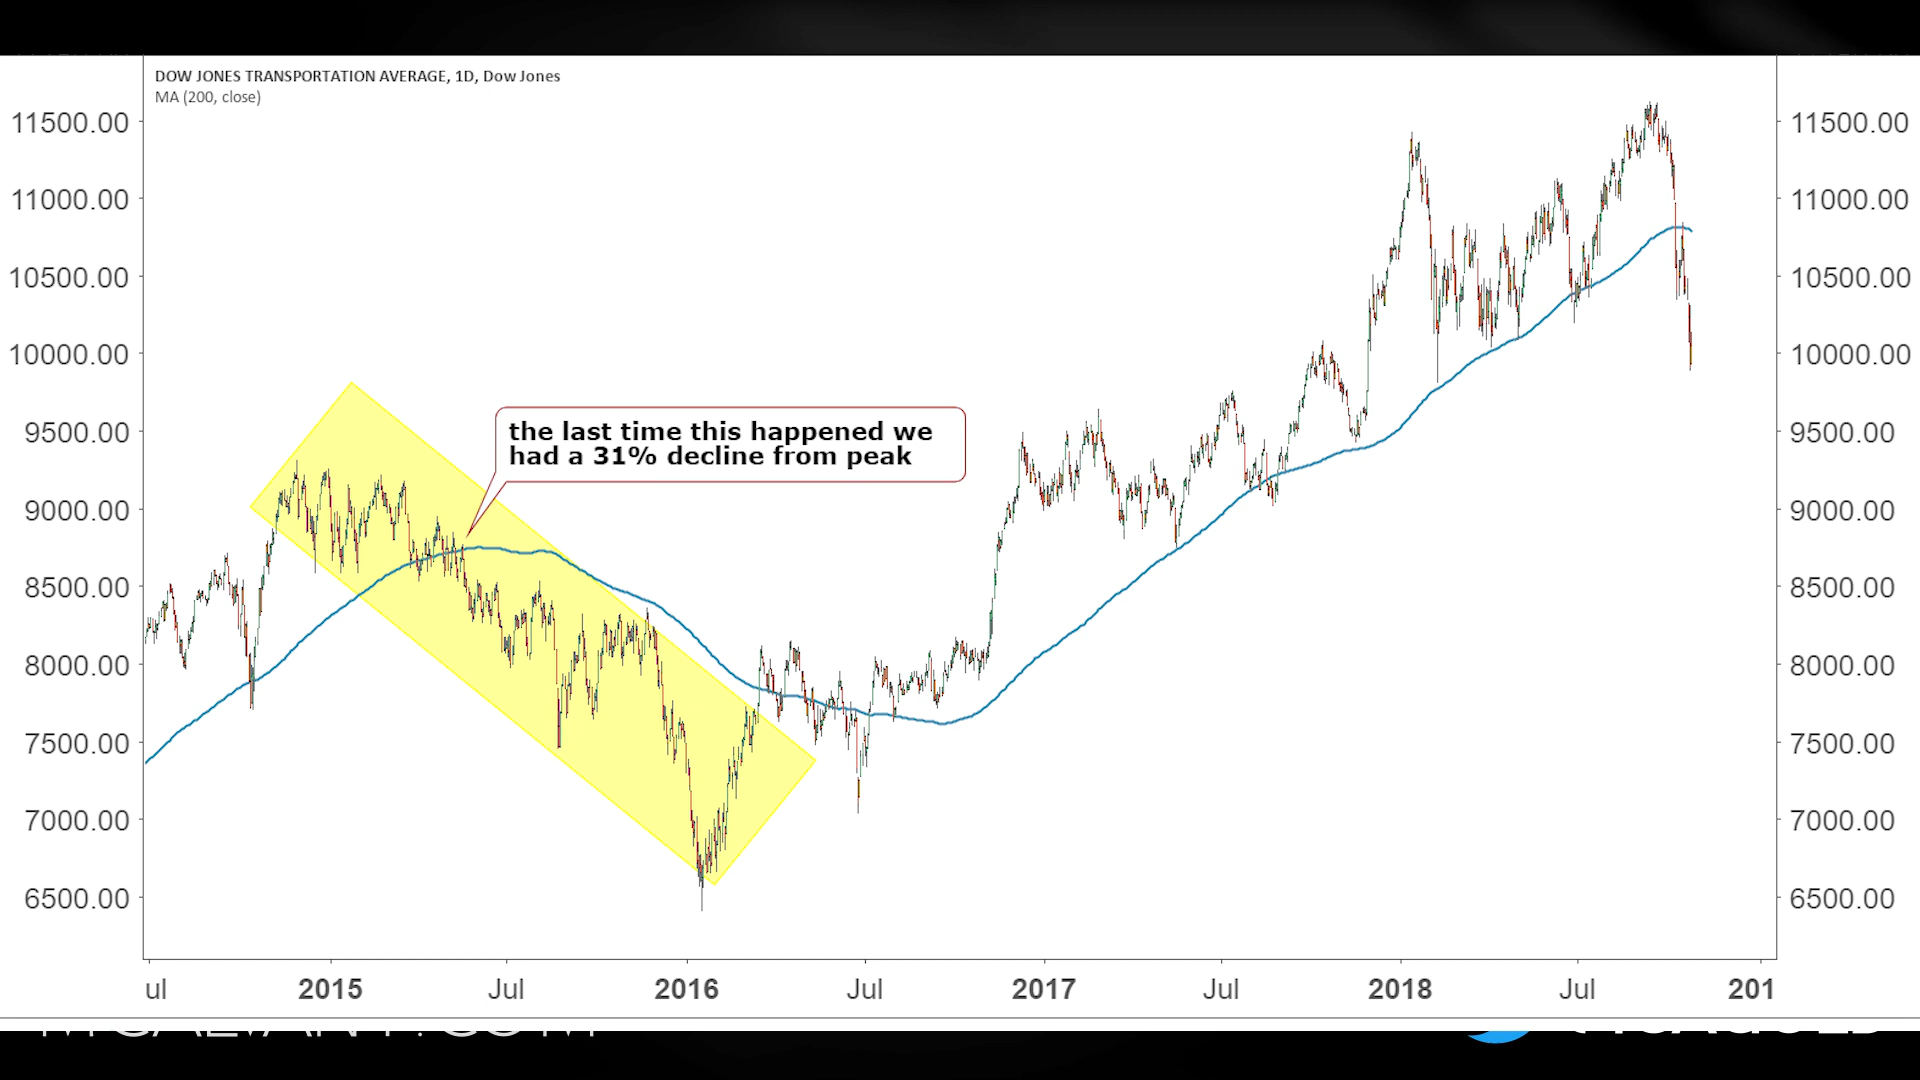 DOW JONES TRANSPORTATION AVERAGE, 1D, Dow Jones
MA (200, close)
11500.00 11500.00
11000.00 11000.00
10500.00 10500.00
10000.00 10000.00
the last time this happened we
had a 31% decline from peak
9500.00 9500.00
9000.00 9000.00
8500.00 8500.00
8000.00 8000.00
7500.00 7500.00
7000.00 7000.00
6500.00 6500.00
ul 2015 Jul 2016 Jul 2017 Jul 2018 Jul 201
MCALVANY.COM